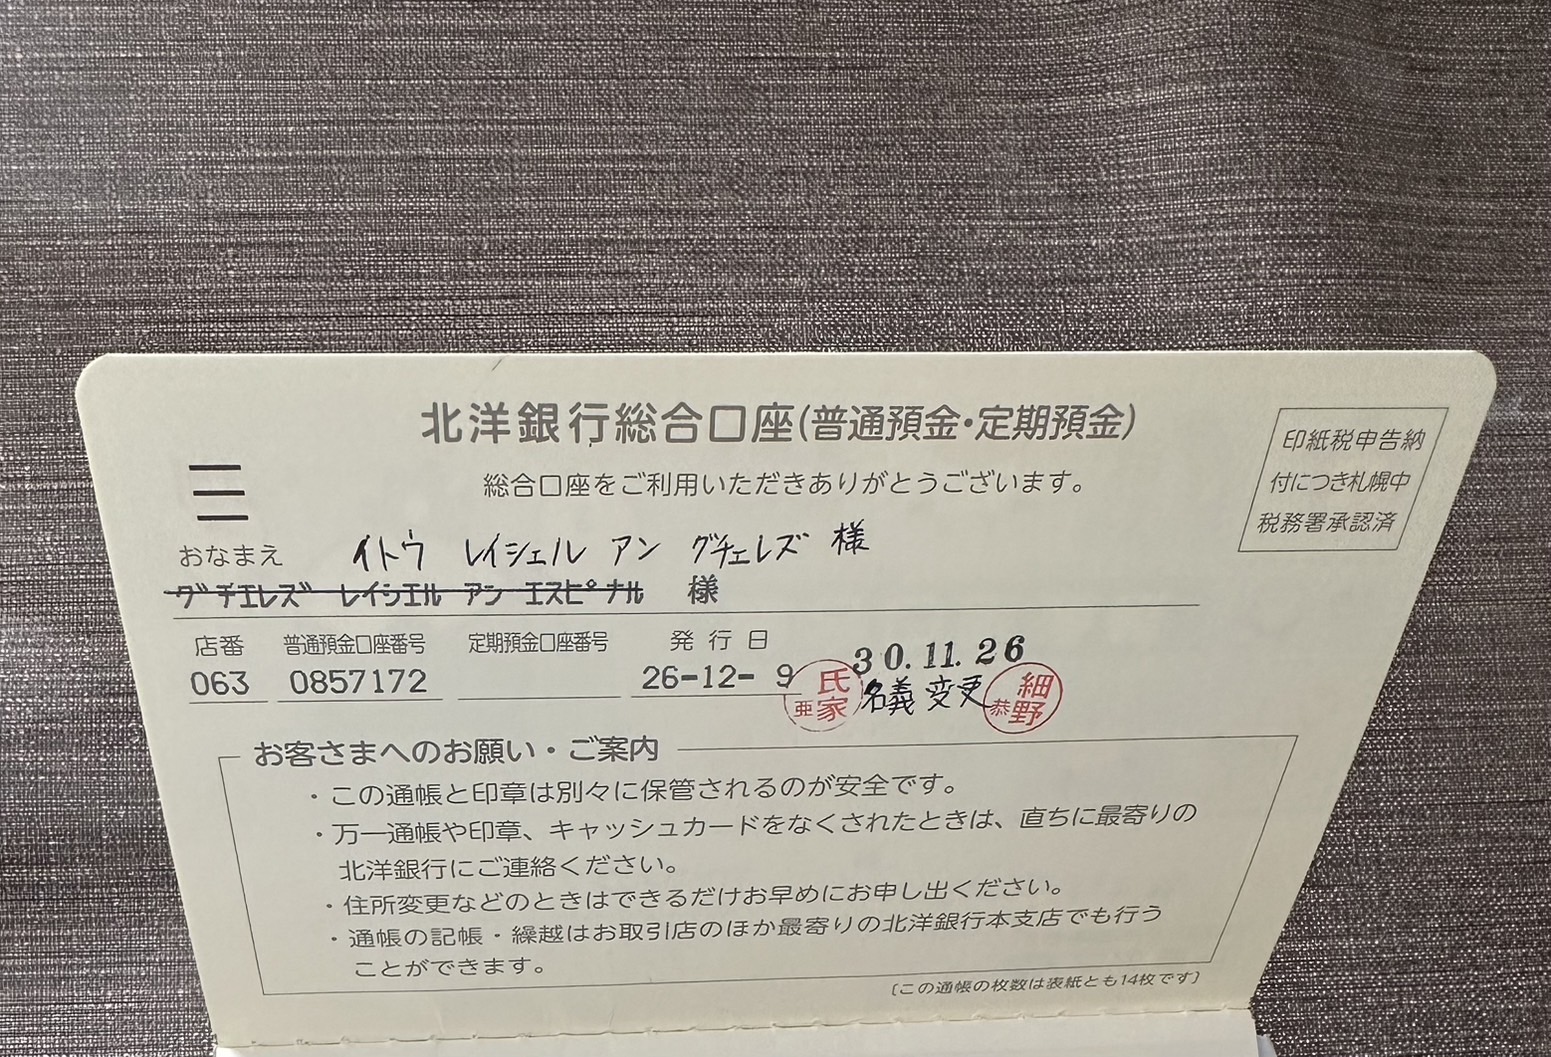 北洋銀行総合口座(普通預金・定期預金)
総合口座をご利用いただきありがとうございます。
印紙税申告納
付につき札幌中
税務署承認済
おなまえ イトウ レイシェル アン グチェレズ 様
グチエレズ レイシエル アン エスピナル 様
店番 普通預金口座番号 定期預金口座番号 発行日
063 0857172 26-12- 9
30.11.26
名義変更
氏家 亜
細野 恭
お客さまへのお願い・ご案内
・この通帳と印章は別々に保管されるのが安全です。
・万一通帳や印章、キャッシュカードをなくされたときは、直ちに最寄りの
北洋銀行にご連絡ください。
・住所変更などのときはできるだけお早めにお申し出ください。
・通帳の記帳・繰越はお取引店のほか最寄りの北洋銀行本支店でも行う
ことができます。
〔この通帳の枚数は表紙とも14枚です〕